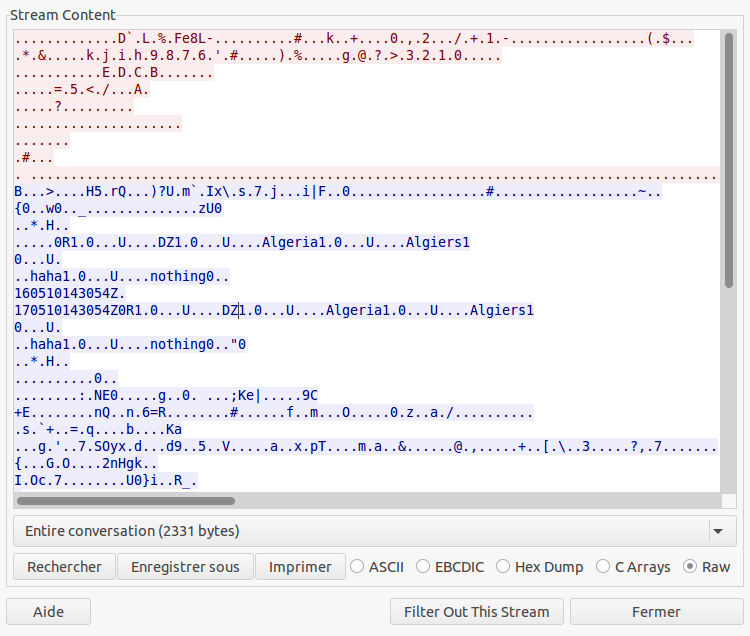 Stream Content
.............D`.L.%.Fe8L-..........#...k..+....0.,.2.../.+.1.-.................(.$...
.*.&.....k.j.i.h.9.8.7.6.'.#.....).%.....g.@.?.>.3.2.1.0.....
...........E.D.C.B.......
.....=.5.<./...A.
.....?.........
.....................
.......
.#...
. ......................................................................................
B...>....H5.rQ...)?U.m`.Ix\.s.7.j...i|F..0.................#..................~..
{0..w0.._..............zU0
..*.H..
.....0R1.0...U....DZ1.0...U....Algeria1.0...U....Algiers1
0...U.
..haha1.0...U....nothing0..
160510143054Z.
170510143054Z0R1.0...U....DZ1.0...U....Algeria1.0...U....Algiers1
0...U.
..haha1.0...U....nothing0.."0
..*.H..
..........0..
........:.NE0.....g..0. ...;Ke|.....9C
+E........nQ..n.6=R........#......f..m...O.....0.z..a./..........
.s.`+..=.q....b....Ka
...g.'..7.SOyx.d...d9..5..V.....a..x.pT....m.a..&......@.,.....+..[.\..3.....?,.7.......
{...G.O....2nHgk..
I.Oc.7........U0}i..R_.
Entire conversation (2331 bytes)
Rechercher Enregistrer sous Imprimer ASCII EBCDIC Hex Dump C Arrays Raw
Aide Filter Out This Stream Fermer